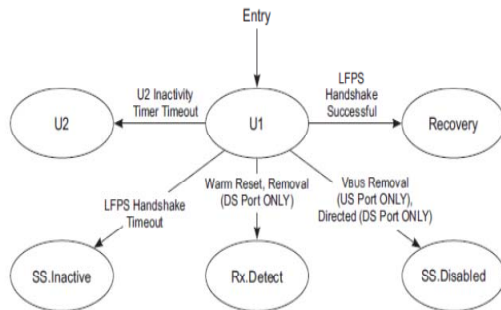 Entry
U2 Inactivity
Timer Timeout
LFPS
Handshake
Successful
U2
U1
Recovery
LFPS Handshake
Timeout
Warm Reset, Removal
(DS Port ONLY)
VBUS Removal
(US Port ONLY),
Directed (DS Port ONLY)
SS.Inactive
Rx.Detect
SS.Disabled